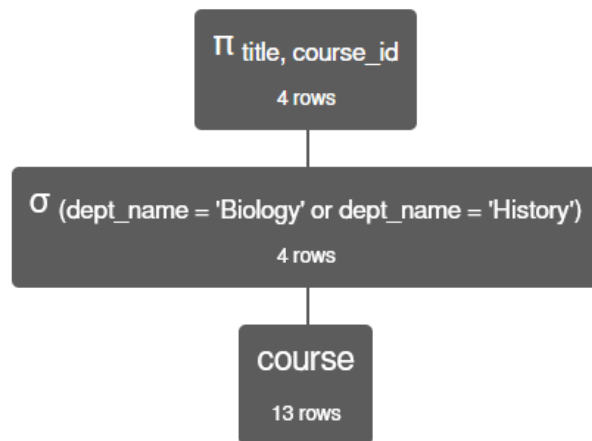 π title, course_id
4 rows
σ (dept_name = 'Biology' or dept_name = 'History')
4 rows
course
13 rows